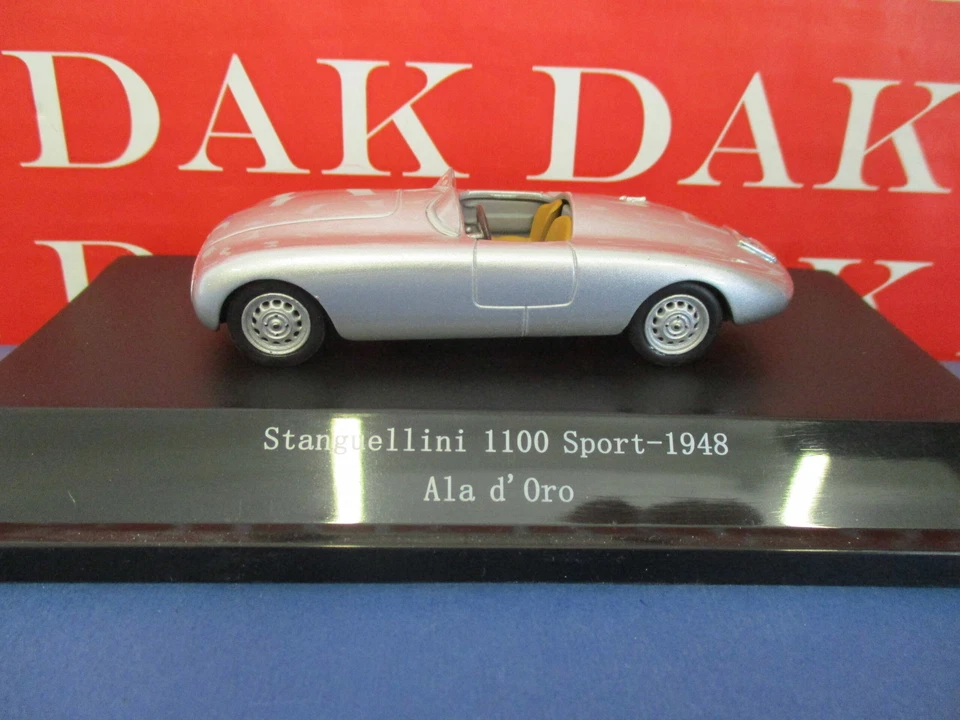 DAK DAK
Stanguellini 1100 Sport-1948
Ala d'Oro